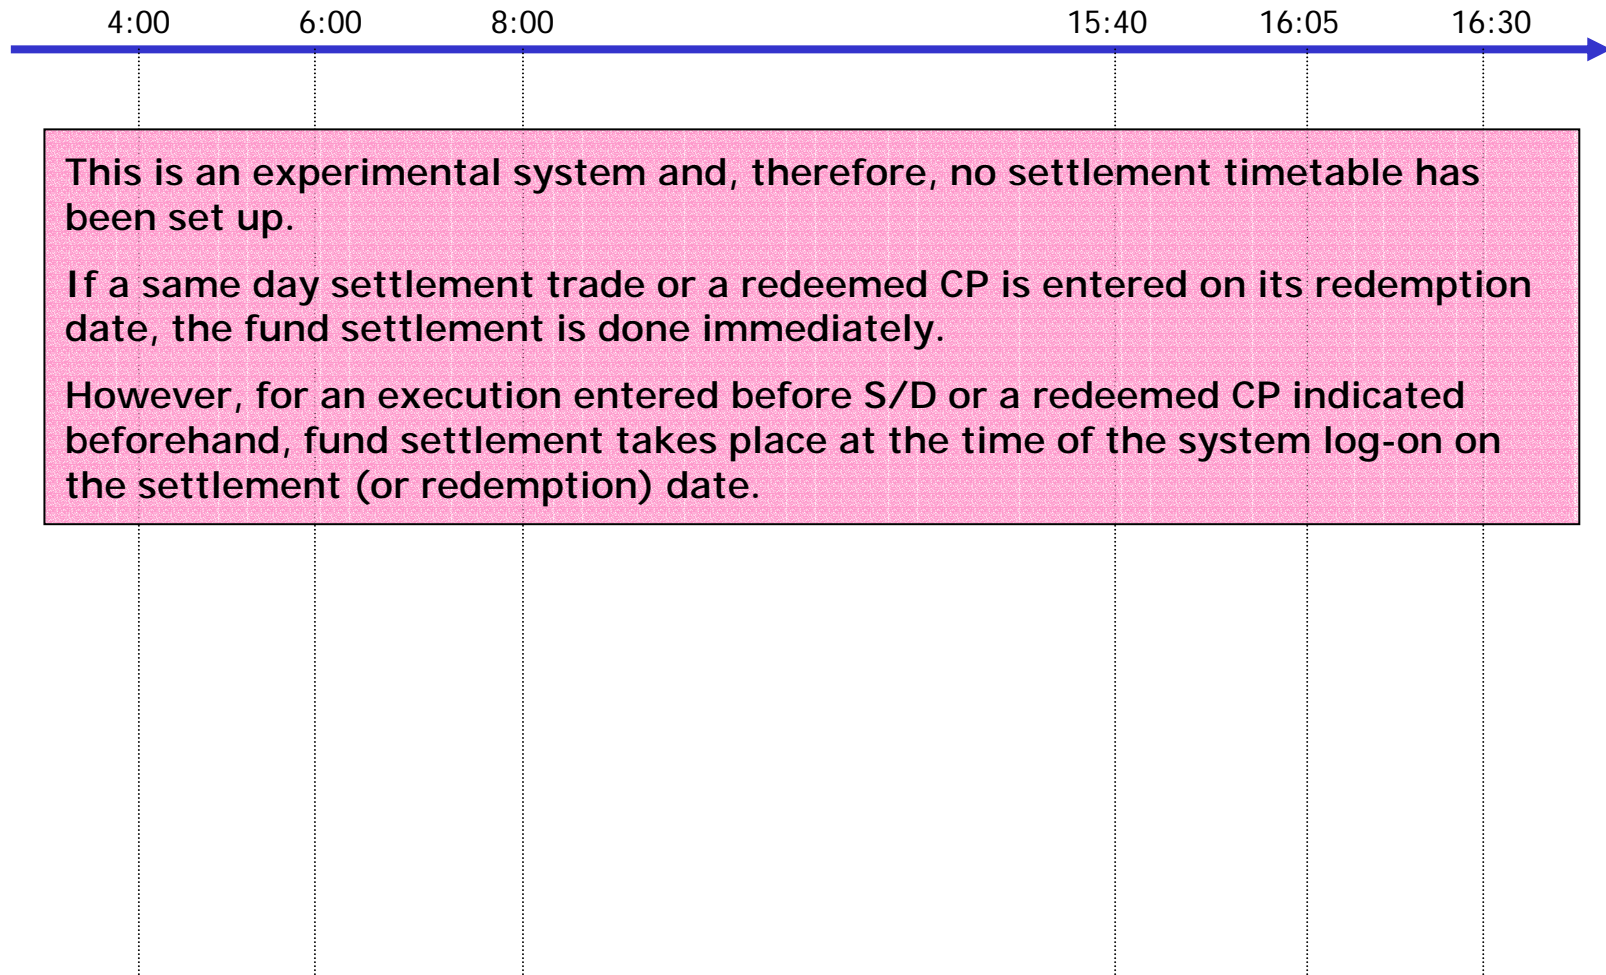 4:00 6:00 8:00 15:40 16:05 16:30
This is an experimental system and, therefore, no settlement timetable has
been set up.
If a same day settlement trade or a redeemed CP is entered on its redemption
date, the fund settlement is done immediately.
However, for an execution entered before S/D or a redeemed CP indicated
beforehand, fund settlement takes place at the time of the system log-on on
the settlement (or redemption) date.